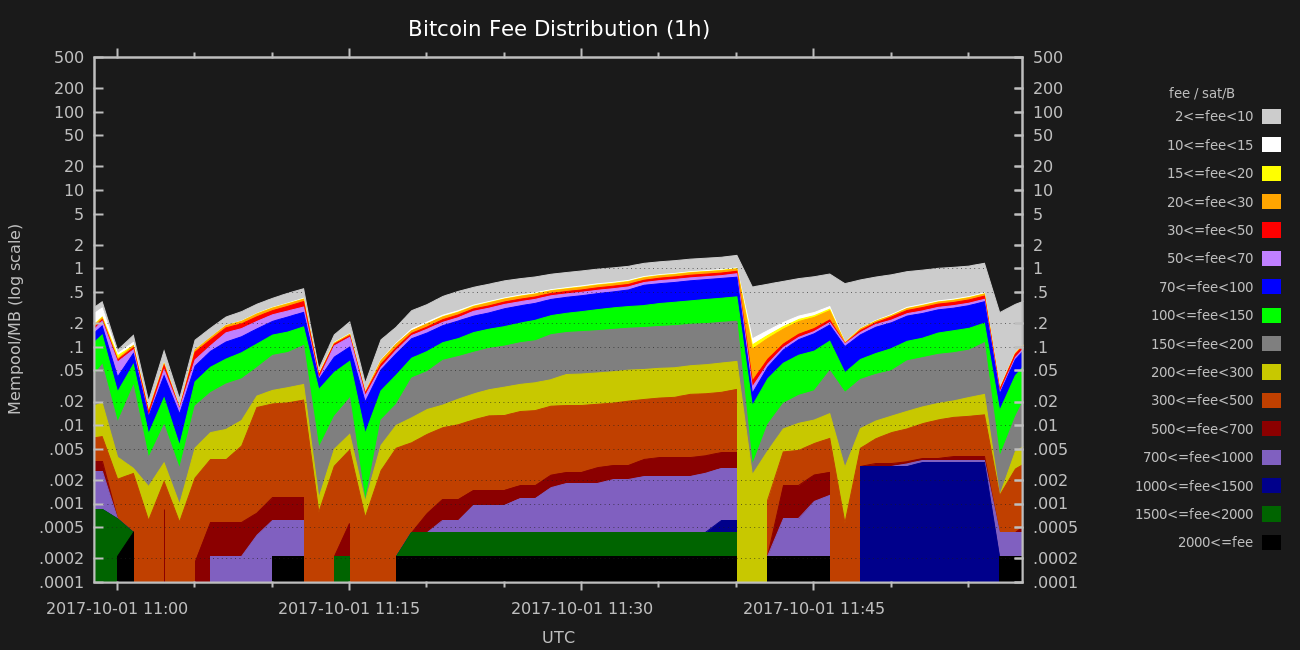 Bitcoin Fee Distribution (1h)
Mempool/MB (log scale)
500
200
100
50
20
10
5
2
1
.5
.2
.1
.05
.02
.01
.005
.002
.001
.0005
.0002
.0001
500
200
100
50
20
10
5
2
1
.5
.2
.1
.05
.02
.01
.005
.002
.001
.0005
.0002
.0001
2017-10-01 11:00
2017-10-01 11:15
2017-10-01 11:30
2017-10-01 11:45
UTC
fee / sat/B
2<=fee<10
10<=fee<15
15<=fee<20
20<=fee<30
30<=fee<50
50<=fee<70
70<=fee<100
100<=fee<150
150<=fee<200
200<=fee<300
300<=fee<500
500<=fee<700
700<=fee<1000
1000<=fee<1500
1500<=fee<2000
2000<=fee